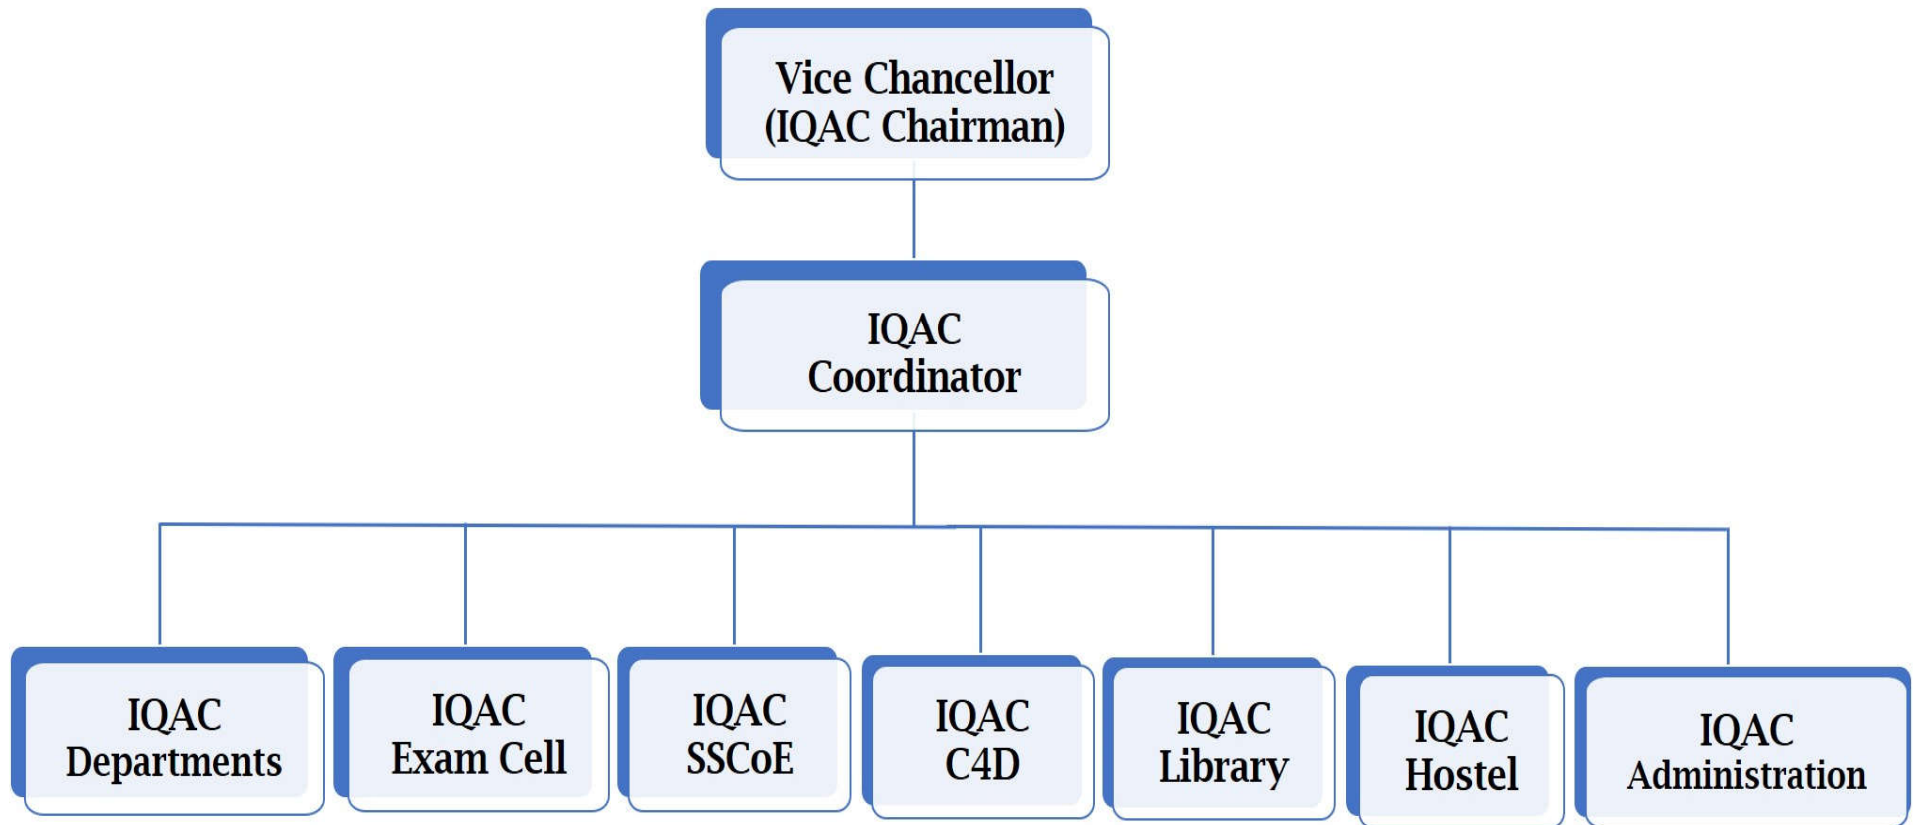 Vice Chancellor
(IQAC Chairman)
IQAC
Coordinator
IQAC
Departments
IQAC
Exam Cell
IQAC
SSCoE
IQAC
C4D
IQAC
Library
IQAC
Hostel
IQAC
Administration